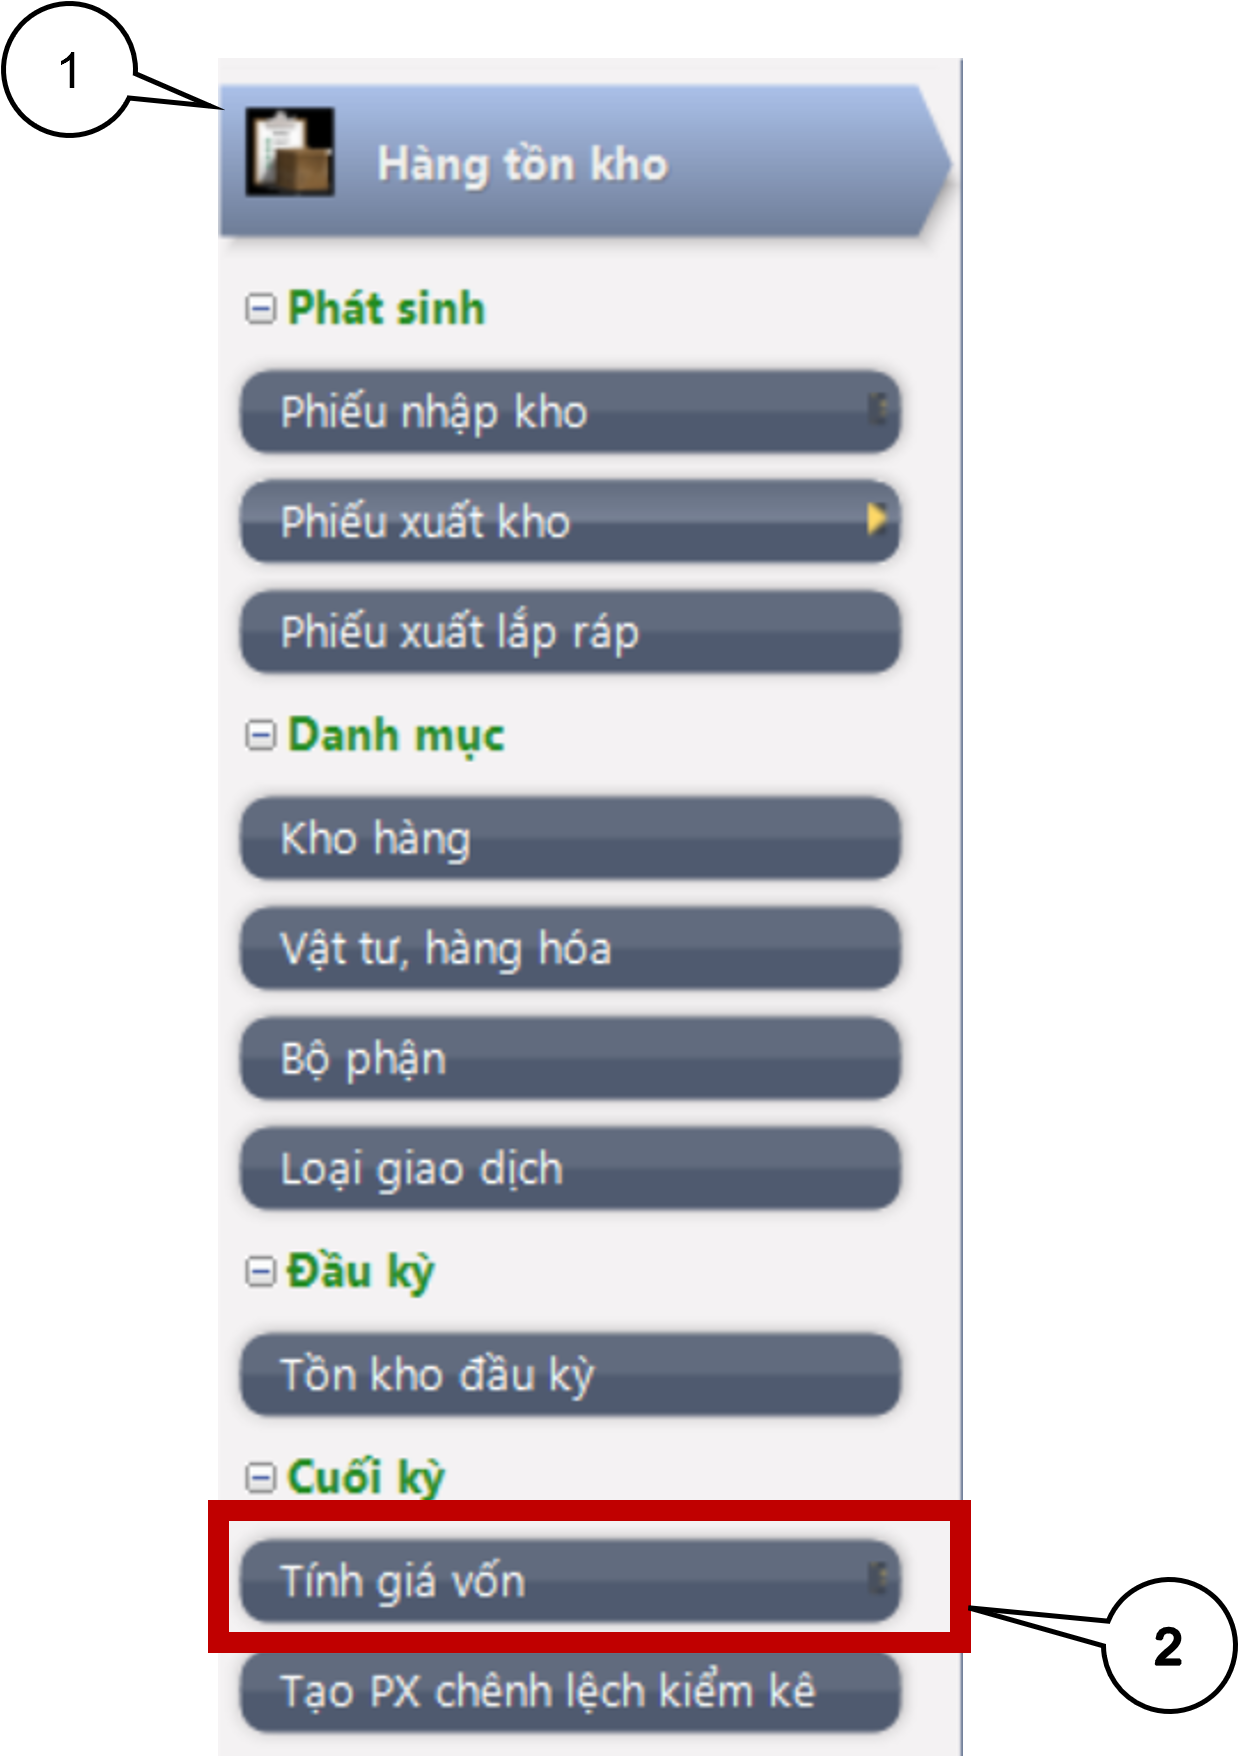 1
Hàng tồn kho
Phát sinh
Phiếu nhập kho
Phiếu xuất kho
Phiếu xuất lắp ráp
Danh mục
Kho hàng
Vật tư, hàng hóa
Bộ phận
Loại giao dịch
Đầu kỳ
Tồn kho đầu kỳ
Cuối kỳ
Tính giá vốn
2
Tạo PX chênh lệch kiểm kê